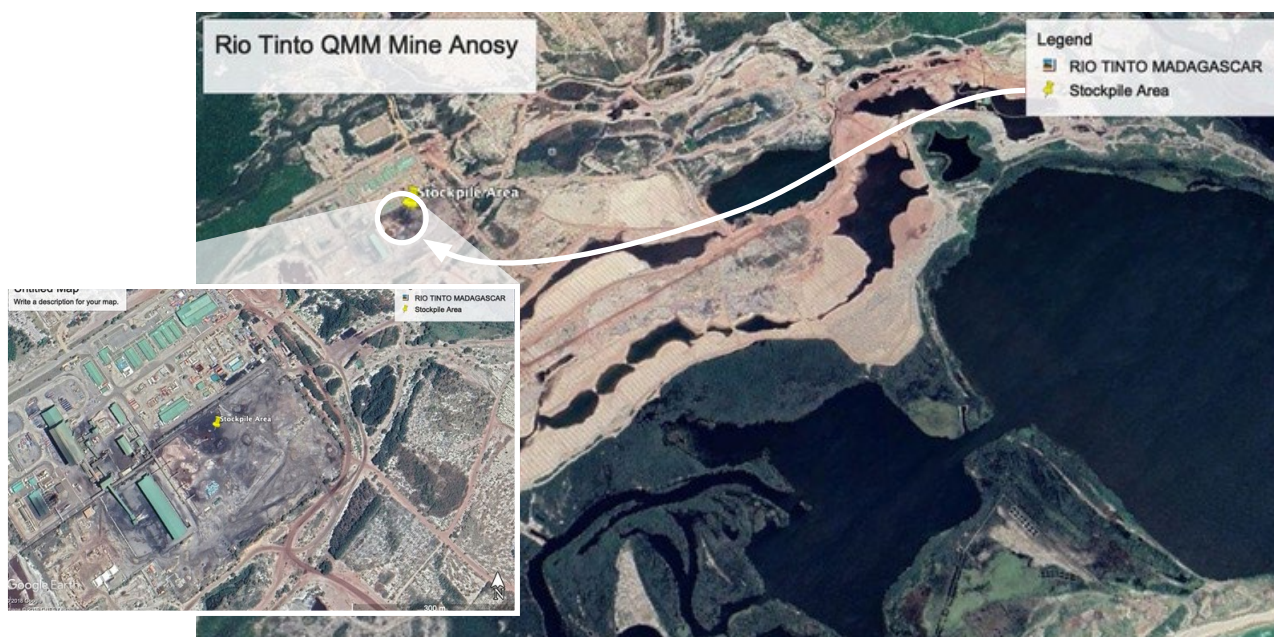 Rio Tinto QMM Mine Anosy
Legend
RIO TINTO MADAGASCAR
Stockpile Area
Stockpile Area
Untitled Map
Write a description for your map.
RIO TINTO MADAGASCAR
Stockpile Area
Stockpile Area
Google Earth
N
300 m